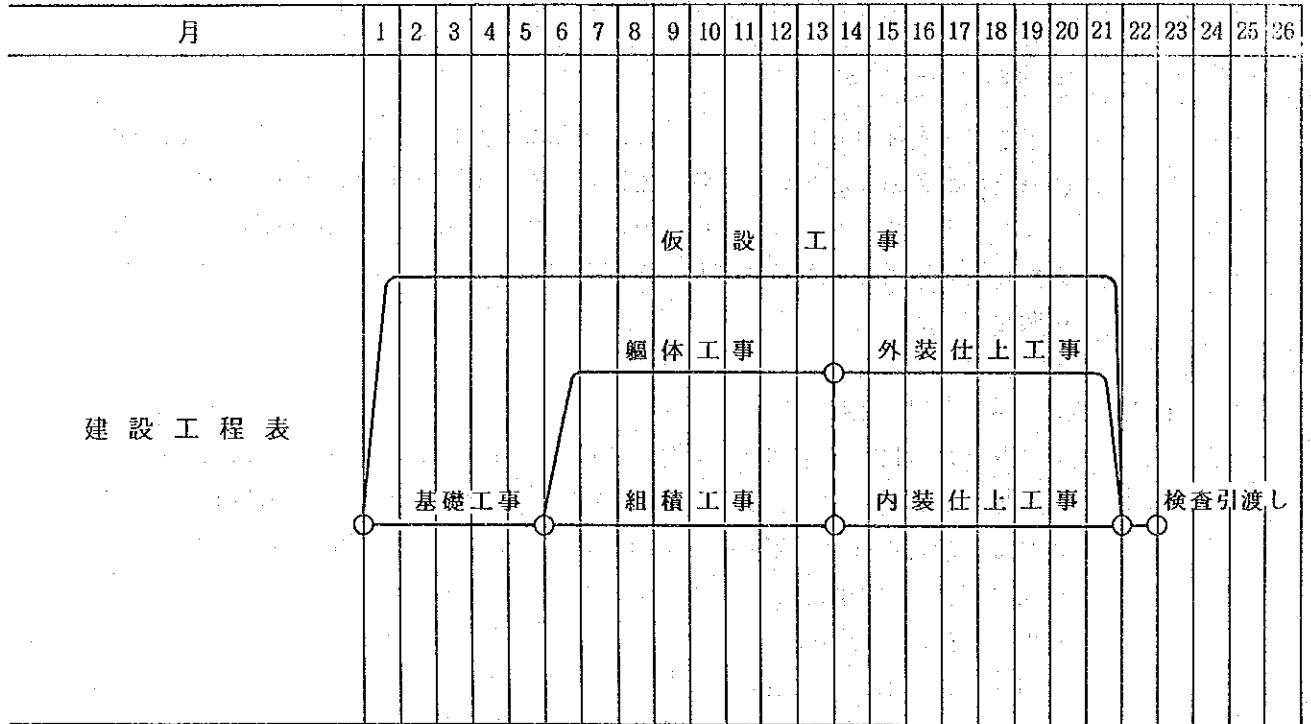 月 1 2 3 4 5 6 7 8 9 10 11 12 13 14 15 16 17 18 19 20 21 22 23 24 25 26
仮設工事
軀体工事 外装仕上工事
建設工程表
基礎工事 組積工事 内装仕上工事 検査引渡し